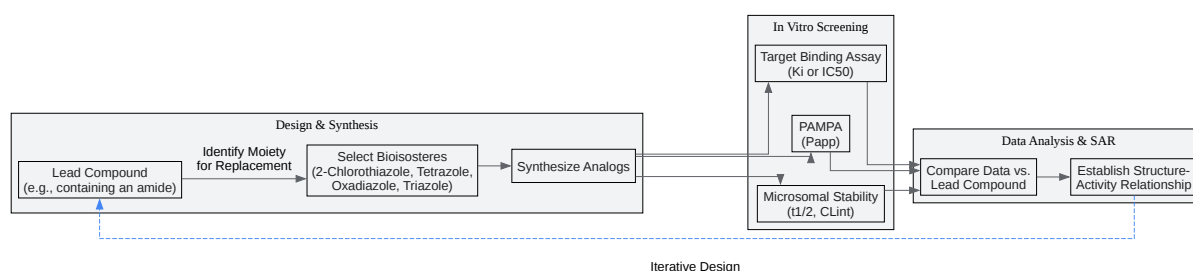 Design & Synthesis
Lead Compound
(e.g., containing an amide)
Identify Moiety
for Replacement
Select Bioisosteres
(2-Chlorothiazole, Tetrazole,
Oxadiazole, Triazole)
Synthesize Analogs
In Vitro Screening
Target Binding Assay
(Ki or IC50)
PAMPA
(Papp)
Microsomal Stability
(t1/2, CLint)
Data Analysis & SAR
Compare Data vs.
Lead Compound
Establish Structure-
Activity Relationship
Iterative Design